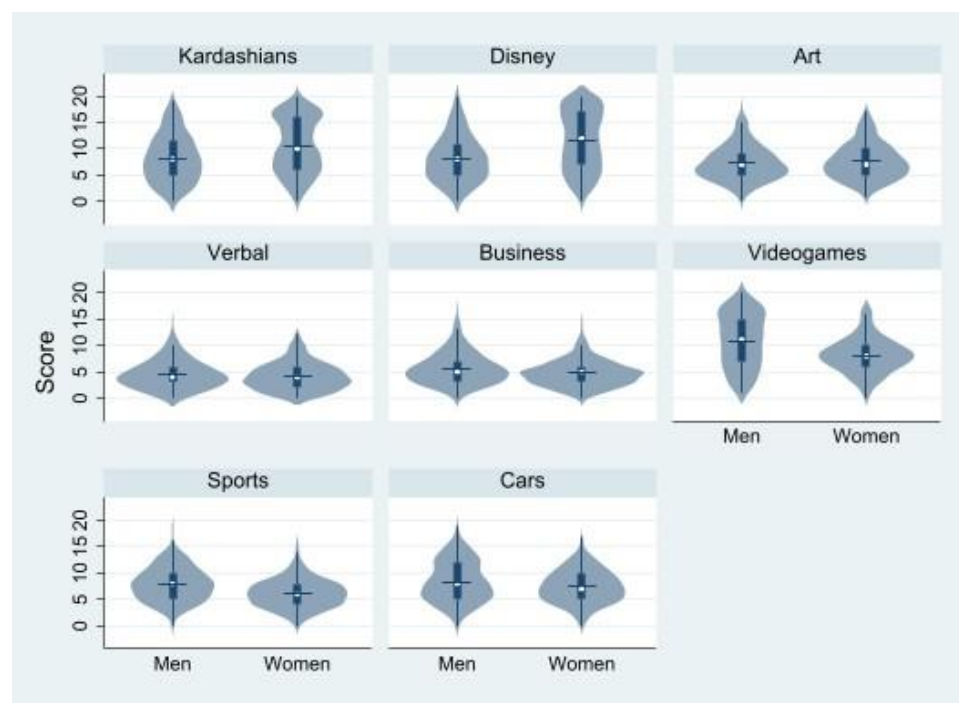 Kardashians
Disney
Art
0 5 10 15 20
Verbal
Business
Videogames
Score
0 5 10 15 20
Men Women
Sports
Cars
0 5 10 15 20
Men Women
Men Women